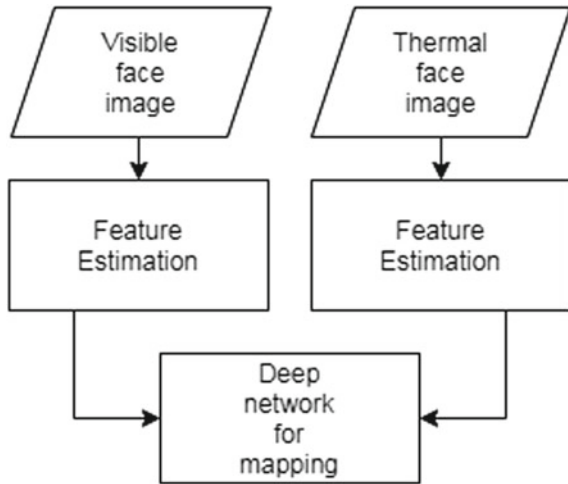 Visible
face
image
Thermal
face
image
Feature
Estimation
Feature
Estimation
Deep
network
for
mapping